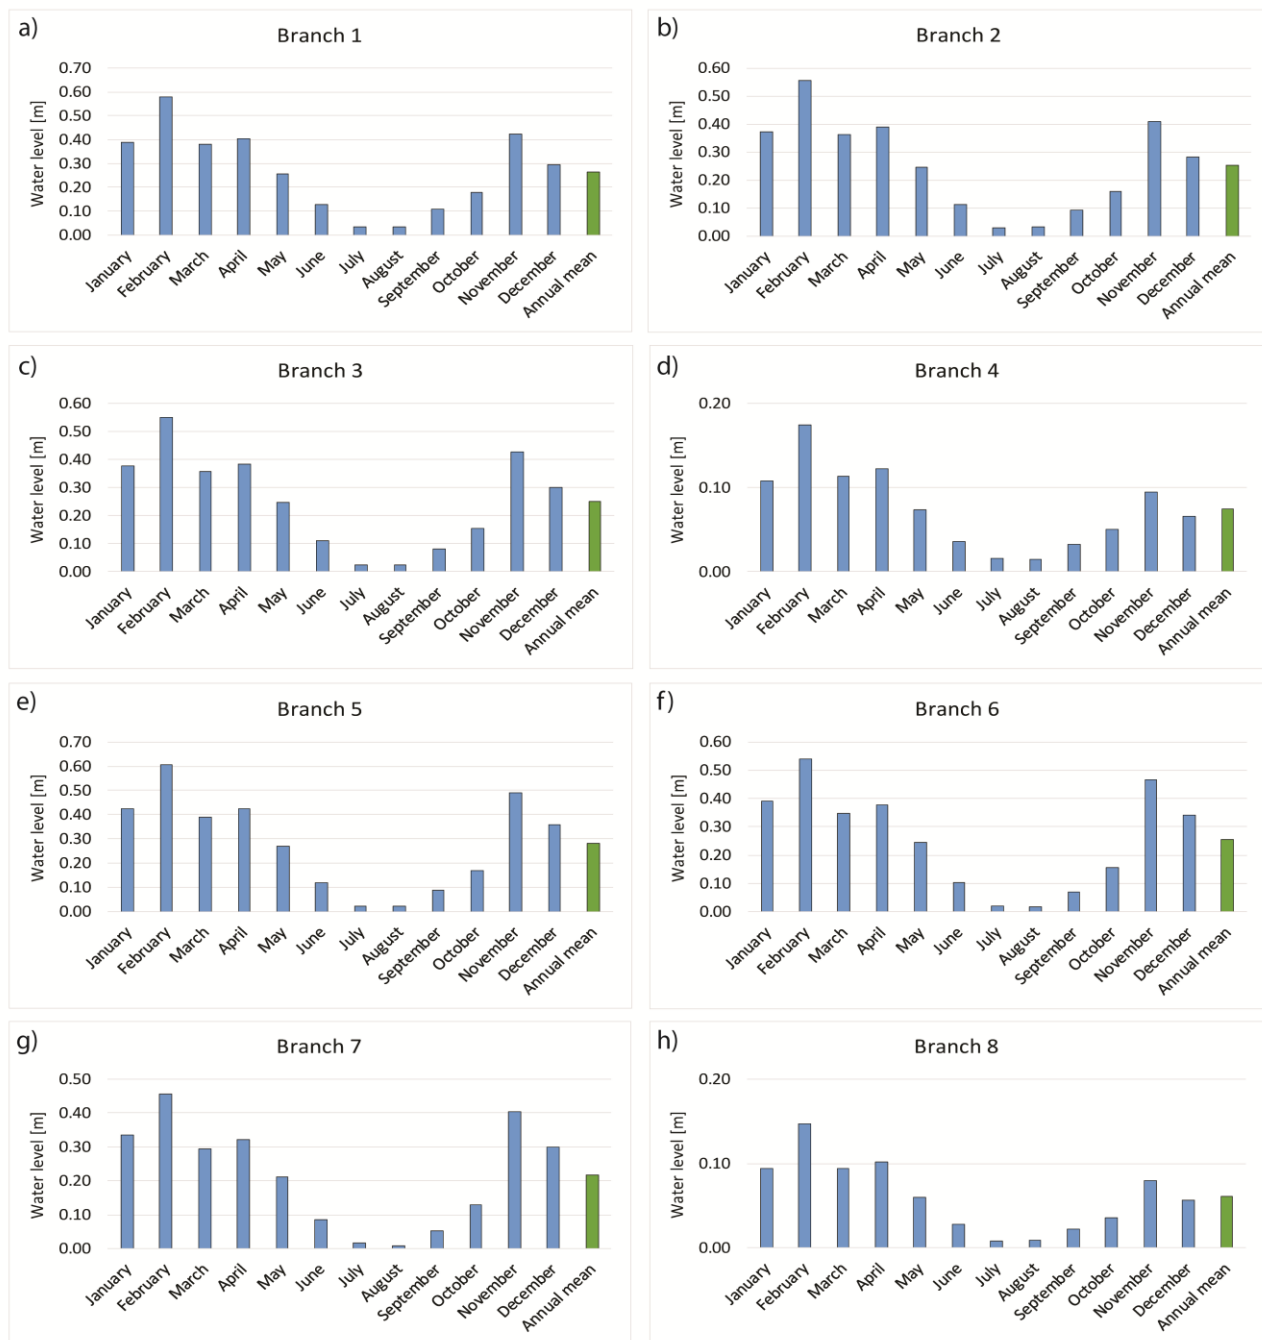 a)
Branch 1
Water level [m]
0.70
0.60
0.50
0.40
0.30
0.20
0.10
0.00
January
February
March
April
May
June
July
August
September
October
November
December
Annual mean
b)
Branch 2
Water level [m]
0.60
0.50
0.40
0.30
0.20
0.10
0.00
January
February
March
April
May
June
July
August
September
October
November
December
Annual mean
c)
Branch 3
Water level [m]
0.60
0.50
0.40
0.30
0.20
0.10
0.00
January
February
March
April
May
June
July
August
September
October
November
December
Annual mean
d)
Branch 4
Water level [m]
0.20
0.10
0.00
January
February
March
April
May
June
July
August
September
October
November
December
Annual mean
e)
Branch 5
Water level [m]
0.70
0.60
0.50
0.40
0.30
0.20
0.10
0.00
January
February
March
April
May
June
July
August
September
October
November
December
Annual mean
f)
Branch 6
Water level [m]
0.60
0.50
0.40
0.30
0.20
0.10
0.00
January
February
March
April
May
June
July
August
September
October
November
December
Annual mean
g)
Branch 7
Water level [m]
0.50
0.40
0.30
0.20
0.10
0.00
January
February
March
April
May
June
July
August
September
October
November
December
Annual mean
h)
Branch 8
Water level [m]
0.20
0.10
0.00
January
February
March
April
May
June
July
August
September
October
November
December
Annual mean